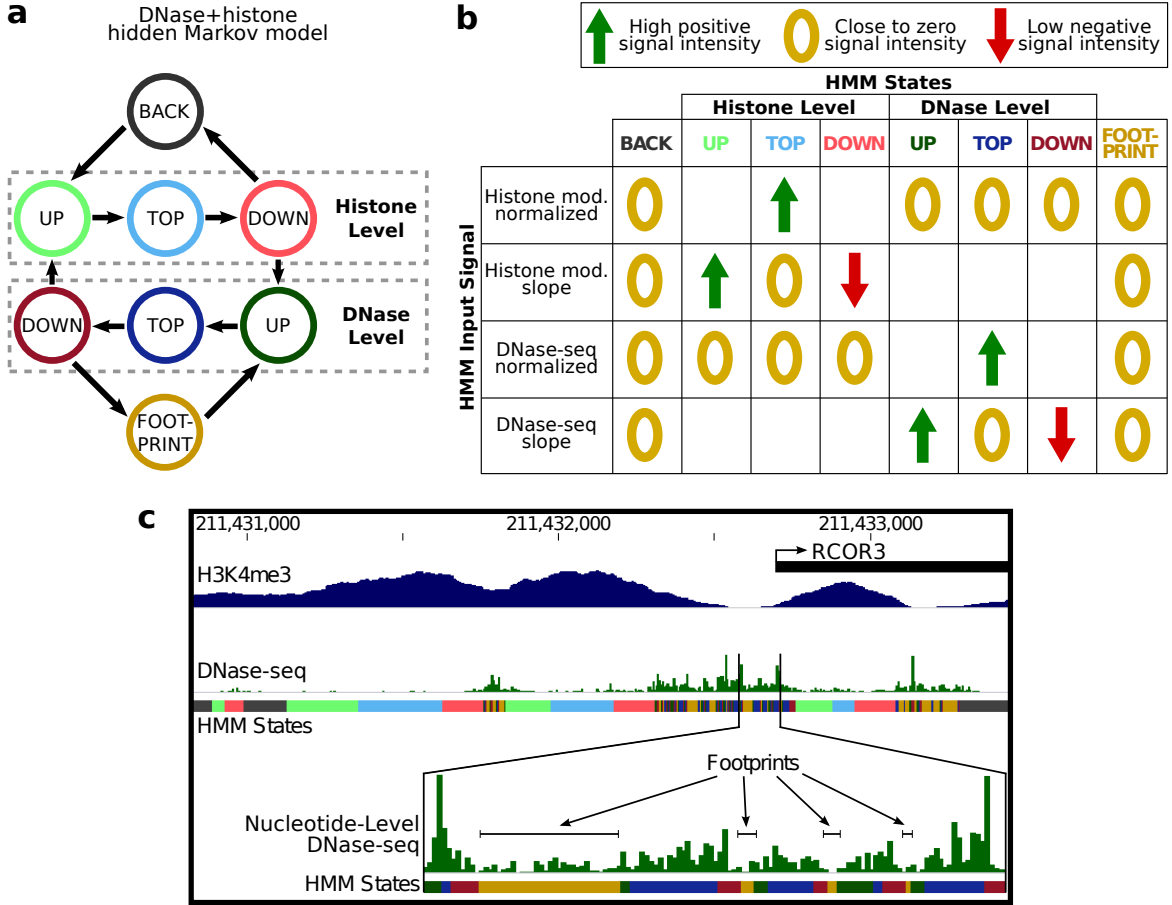 a
DNase+histone
hidden Markov model
BACK
UP
TOP
DOWN
Histone
Level
DOWN
TOP
UP
DNase
Level
FOOT-
PRINT
b
High positive
signal intensity
Close to zero
signal intensity
Low negative
signal intensity
HMM States
Histone Level
DNase Level
BACK
UP
TOP
DOWN
UP
TOP
DOWN
FOOT-
PRINT
HMM Input Signal
Histone mod.
normalized
Histone mod.
slope
DNase-seq
normalized
DNase-seq
slope
c
211,431,000
211,432,000
211,433,000
RCOR3
H3K4me3
DNase-seq
HMM States
Footprints
Nucleotide-Level
DNase-seq
HMM States